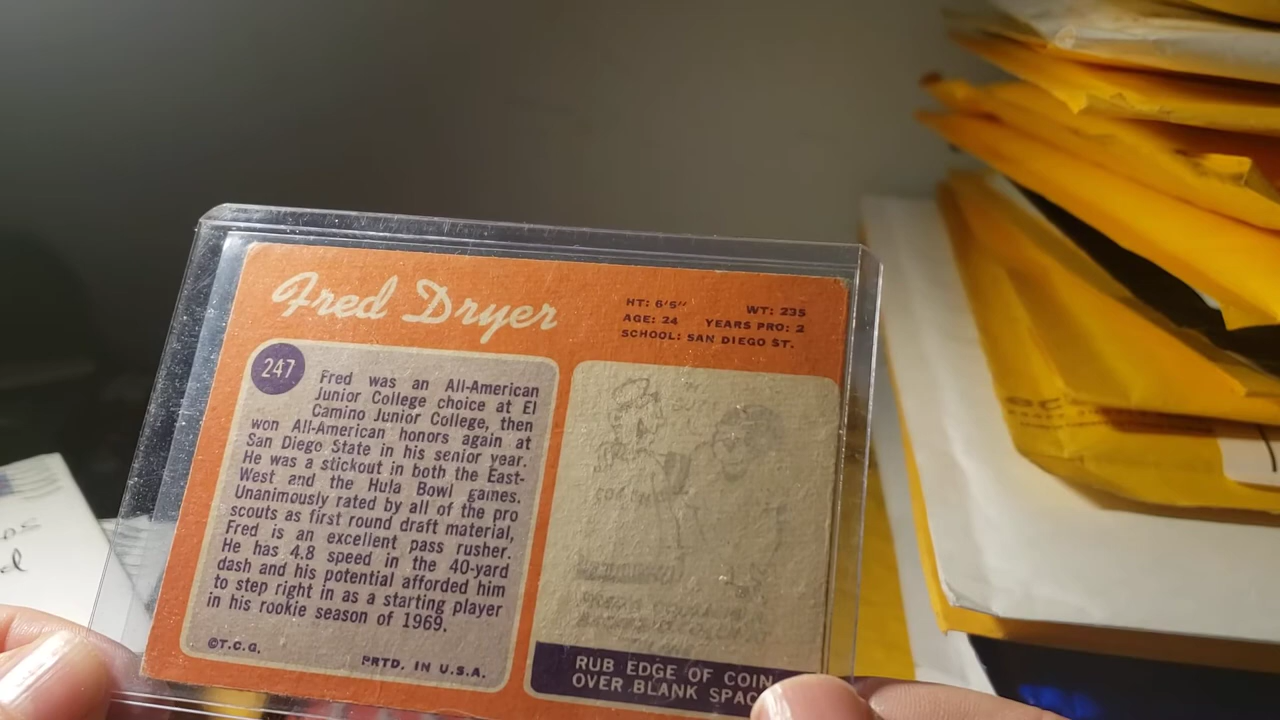 Fred Dryer
HT: 6'5" WT: 235
AGE: 24 YEARS PRO: 2
SCHOOL: SAN DIEGO ST.
247
Fred was an All-American
Junior College choice at El
Camino Junior College, then
won All-American honors again at
San Diego State in his senior year.
He was a stickout in both the East-
West and the Hula Bowl games.
Unanimously rated by all of the pro
scouts as first round draft material,
Fred is an excellent pass rusher.
He has 4.8 speed in the 40-yard
dash and his potential afforded him
to step right in as a starting player
in his rookie season of 1969.
©T.C.G. PRTD. IN U.S.A.
RUB EDGE OF COIN
OVER BLANK SPAC